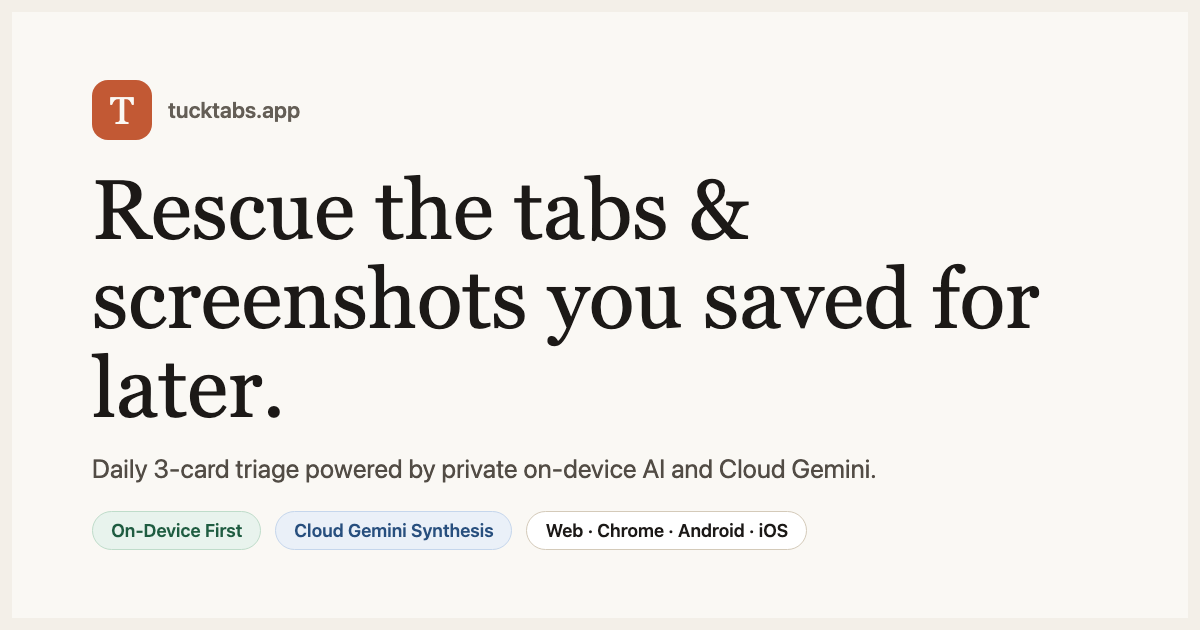 T
tucktabs.app
Rescue the tabs &
screenshots you saved for
later.
Daily 3-card triage powered by private on-device AI and Cloud Gemini.
On-Device First
Cloud Gemini Synthesis
Web · Chrome · Android · iOS